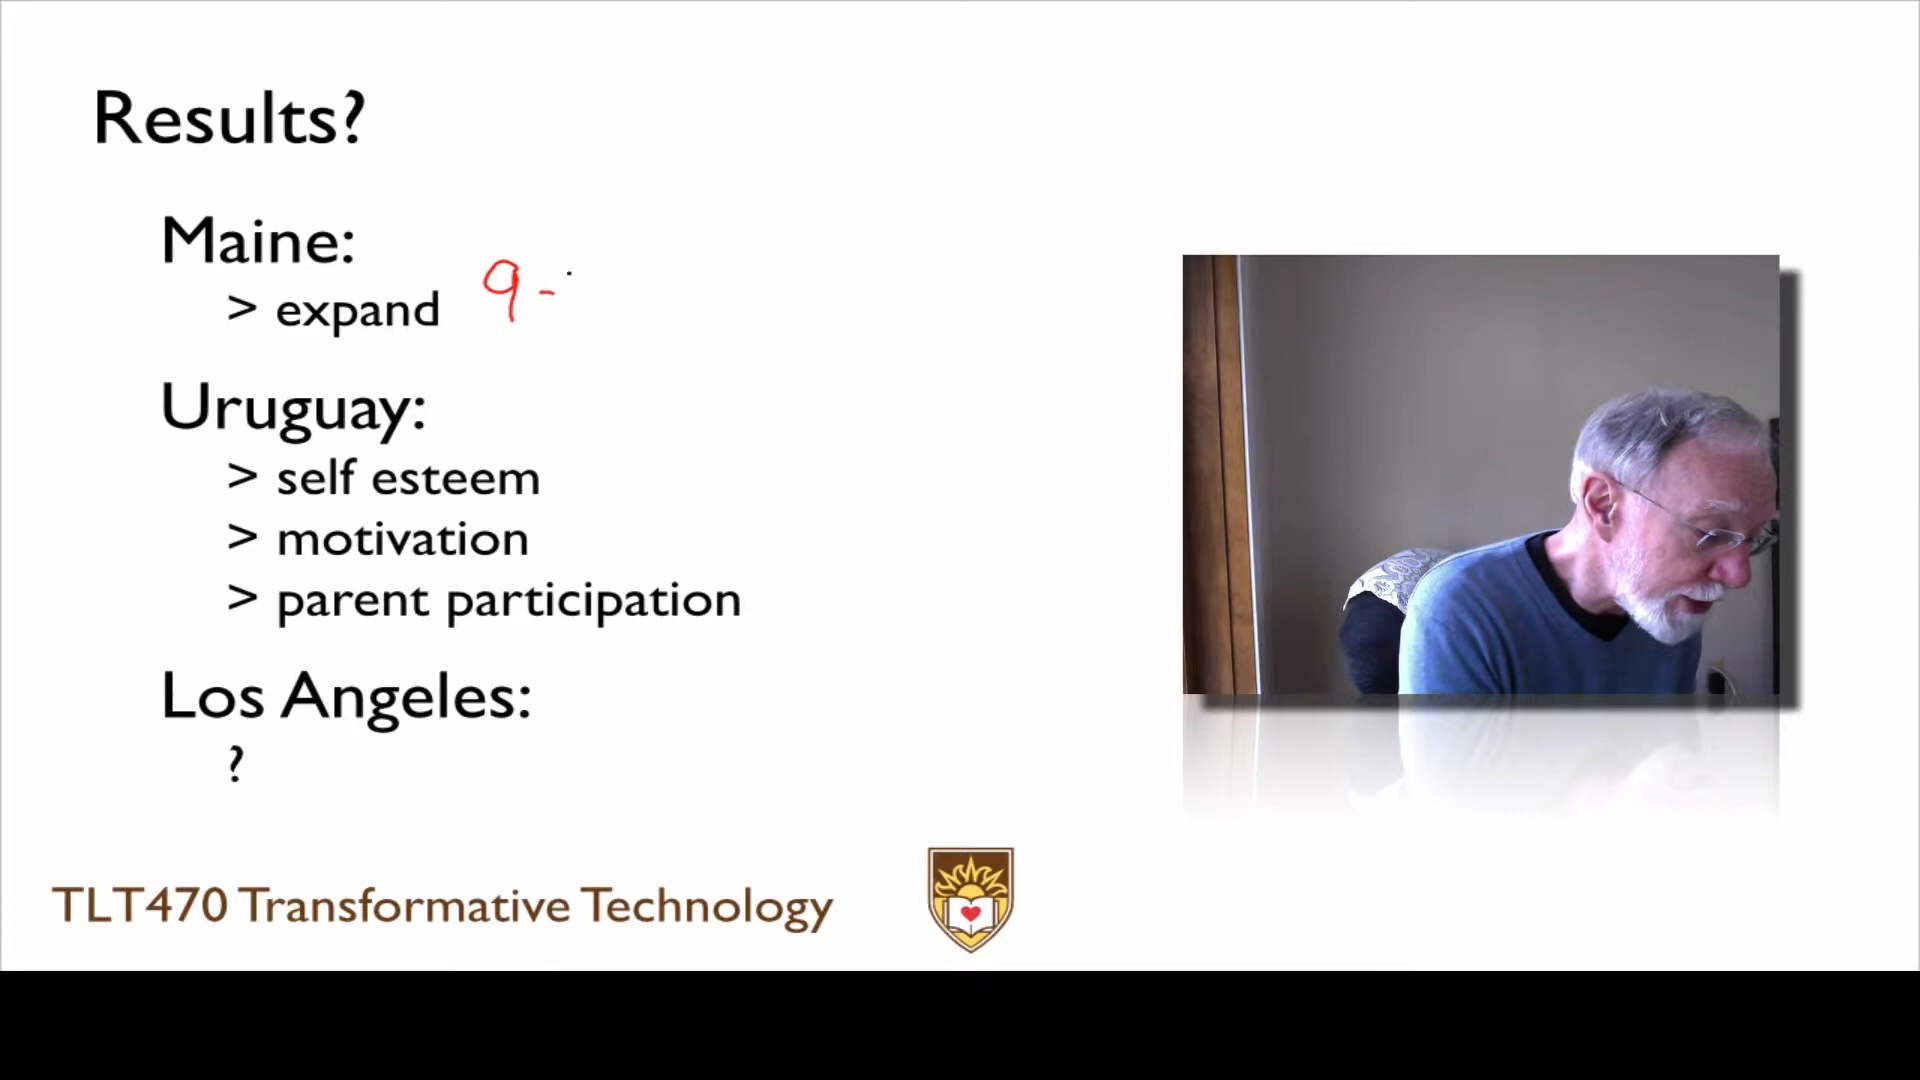 Results?
Maine:
> expand 9-
Uruguay:
> self esteem
> motivation
> parent participation
Los Angeles:
?
TLT470 Transformative Technology